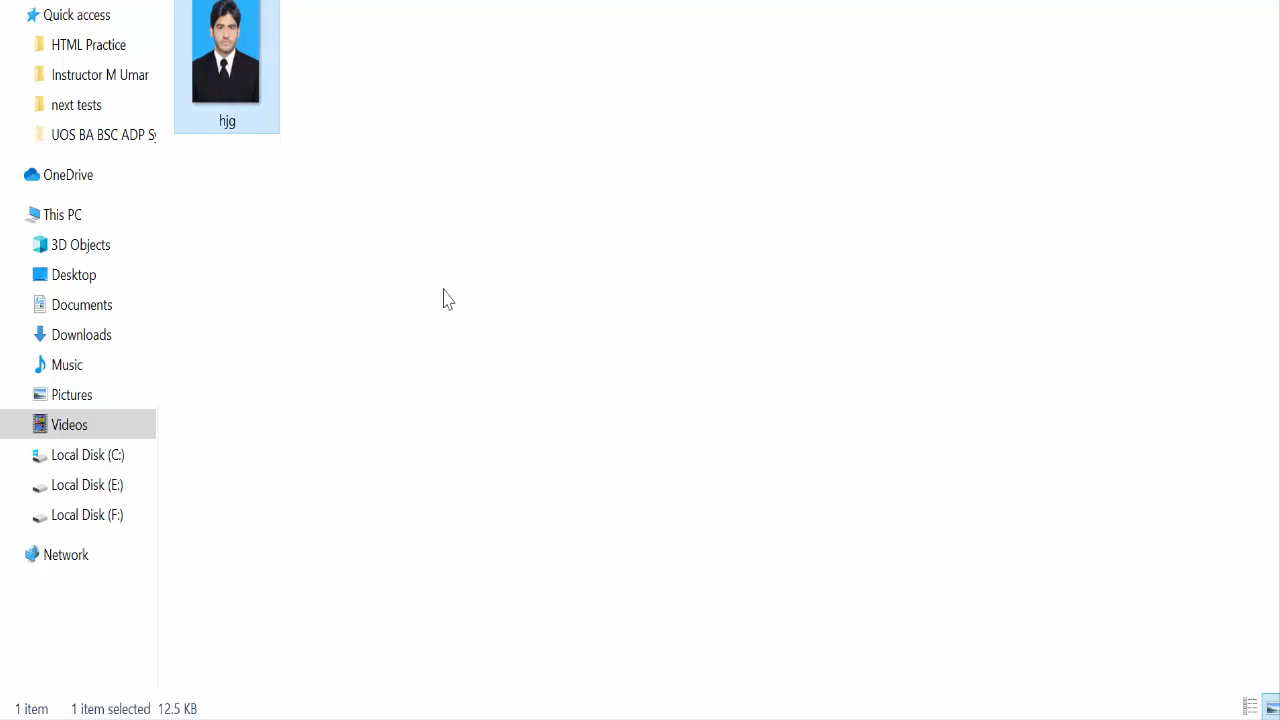 Quick access
hjg
HTML Practice
Instructor M Umar
next tests
UOS BA BSC ADP Sy
OneDrive
This PC
3D Objects
Desktop
Documents
Downloads
Music
Pictures
Videos
Local Disk (C:)
Local Disk (E:)
Local Disk (F:)
Network
1 item 1 item selected 12.5 KB